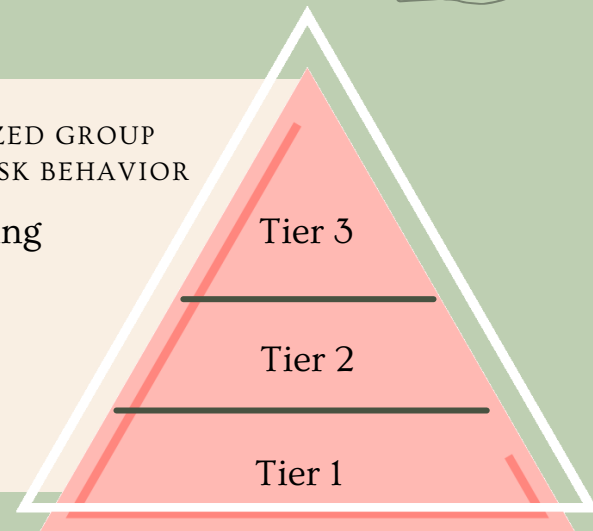 ZED GROUP
SK BEHAVIOR
ng
Tier 3
Tier 2
Tier 1